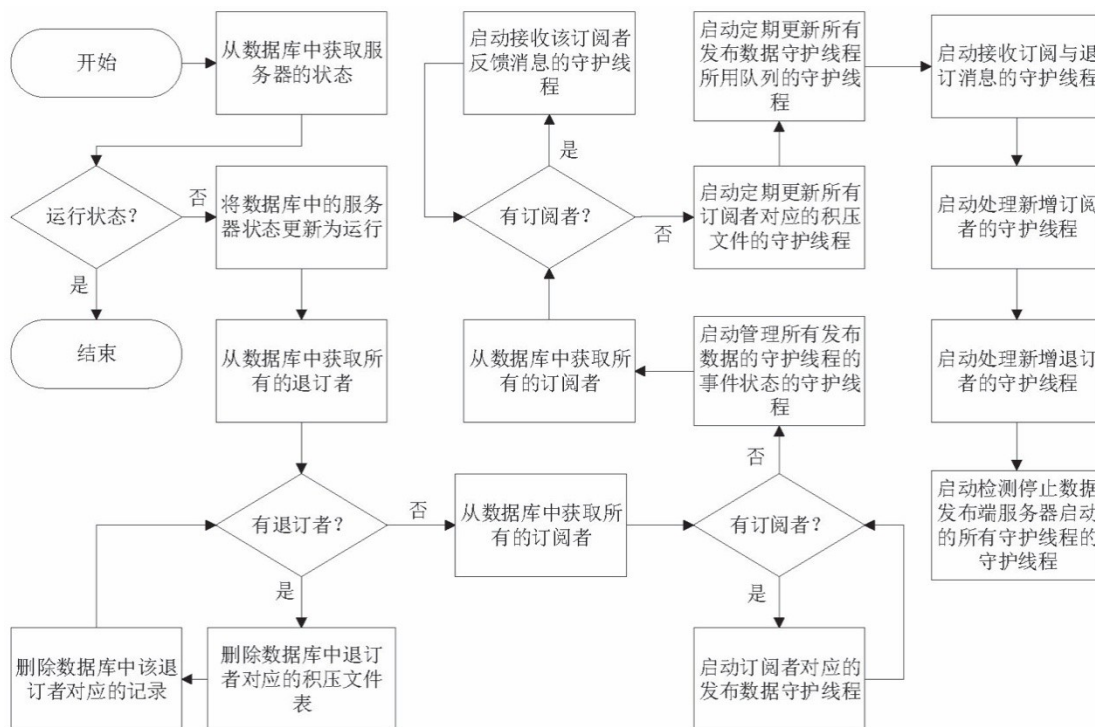 开始
从数据库中获取服
务器的状态
运行状态?
否
是
将数据库中的服务
器状态更新为运行
结束
从数据库中获取所
有的退订者
有退订者?
否
是
删除数据库中退订
者对应的积压文件
表
删除数据库中该退
订者对应的记录
从数据库中获取所
有的订阅者
有订阅者?
否
是
启动订阅者对应的
发布数据守护线程
启动管理所有发布
数据的守护线程的
事件状态的守护线
程
从数据库中获取所
有的订阅者
有订阅者?
是
否
启动接收该订阅者
反馈消息的守护线
程
启动定期更新所有
订阅者对应的积压
文件的守护线程
启动定期更新所有
发布数据守护线程
所用队列的守护线
程
启动接收订阅与退
订消息的守护线程
启动处理新增订阅
者的守护线程
启动处理新增退订
者的守护线程
启动检测停止数据
发布端服务器启动
的所有守护线程的
守护线程